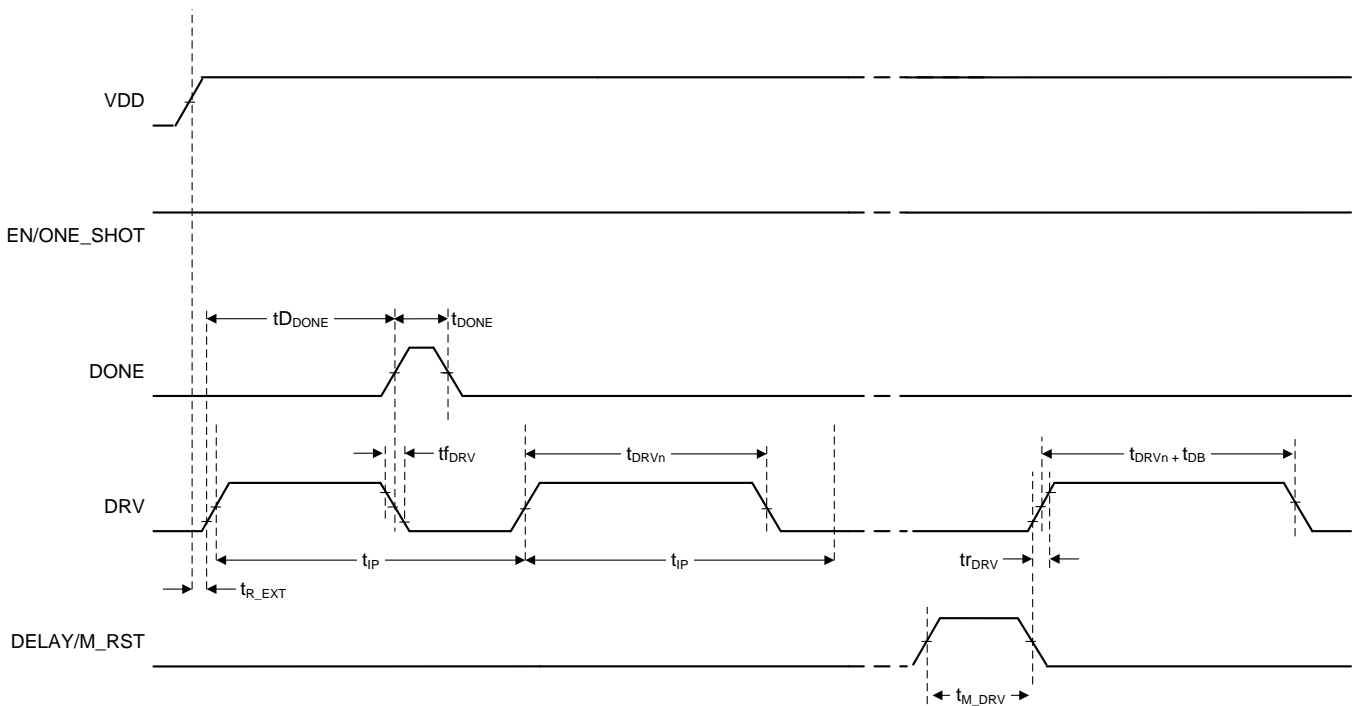 VDD
EN/ONE_SHOT
tD_DONE
t_DONE
DONE
tf_DRV
t_DRVn
t_DRVn + t_DB
DRV
t_IP
t_IP
tr_DRV
t_R_EXT
DELAY/M_RST
t_M_DRV